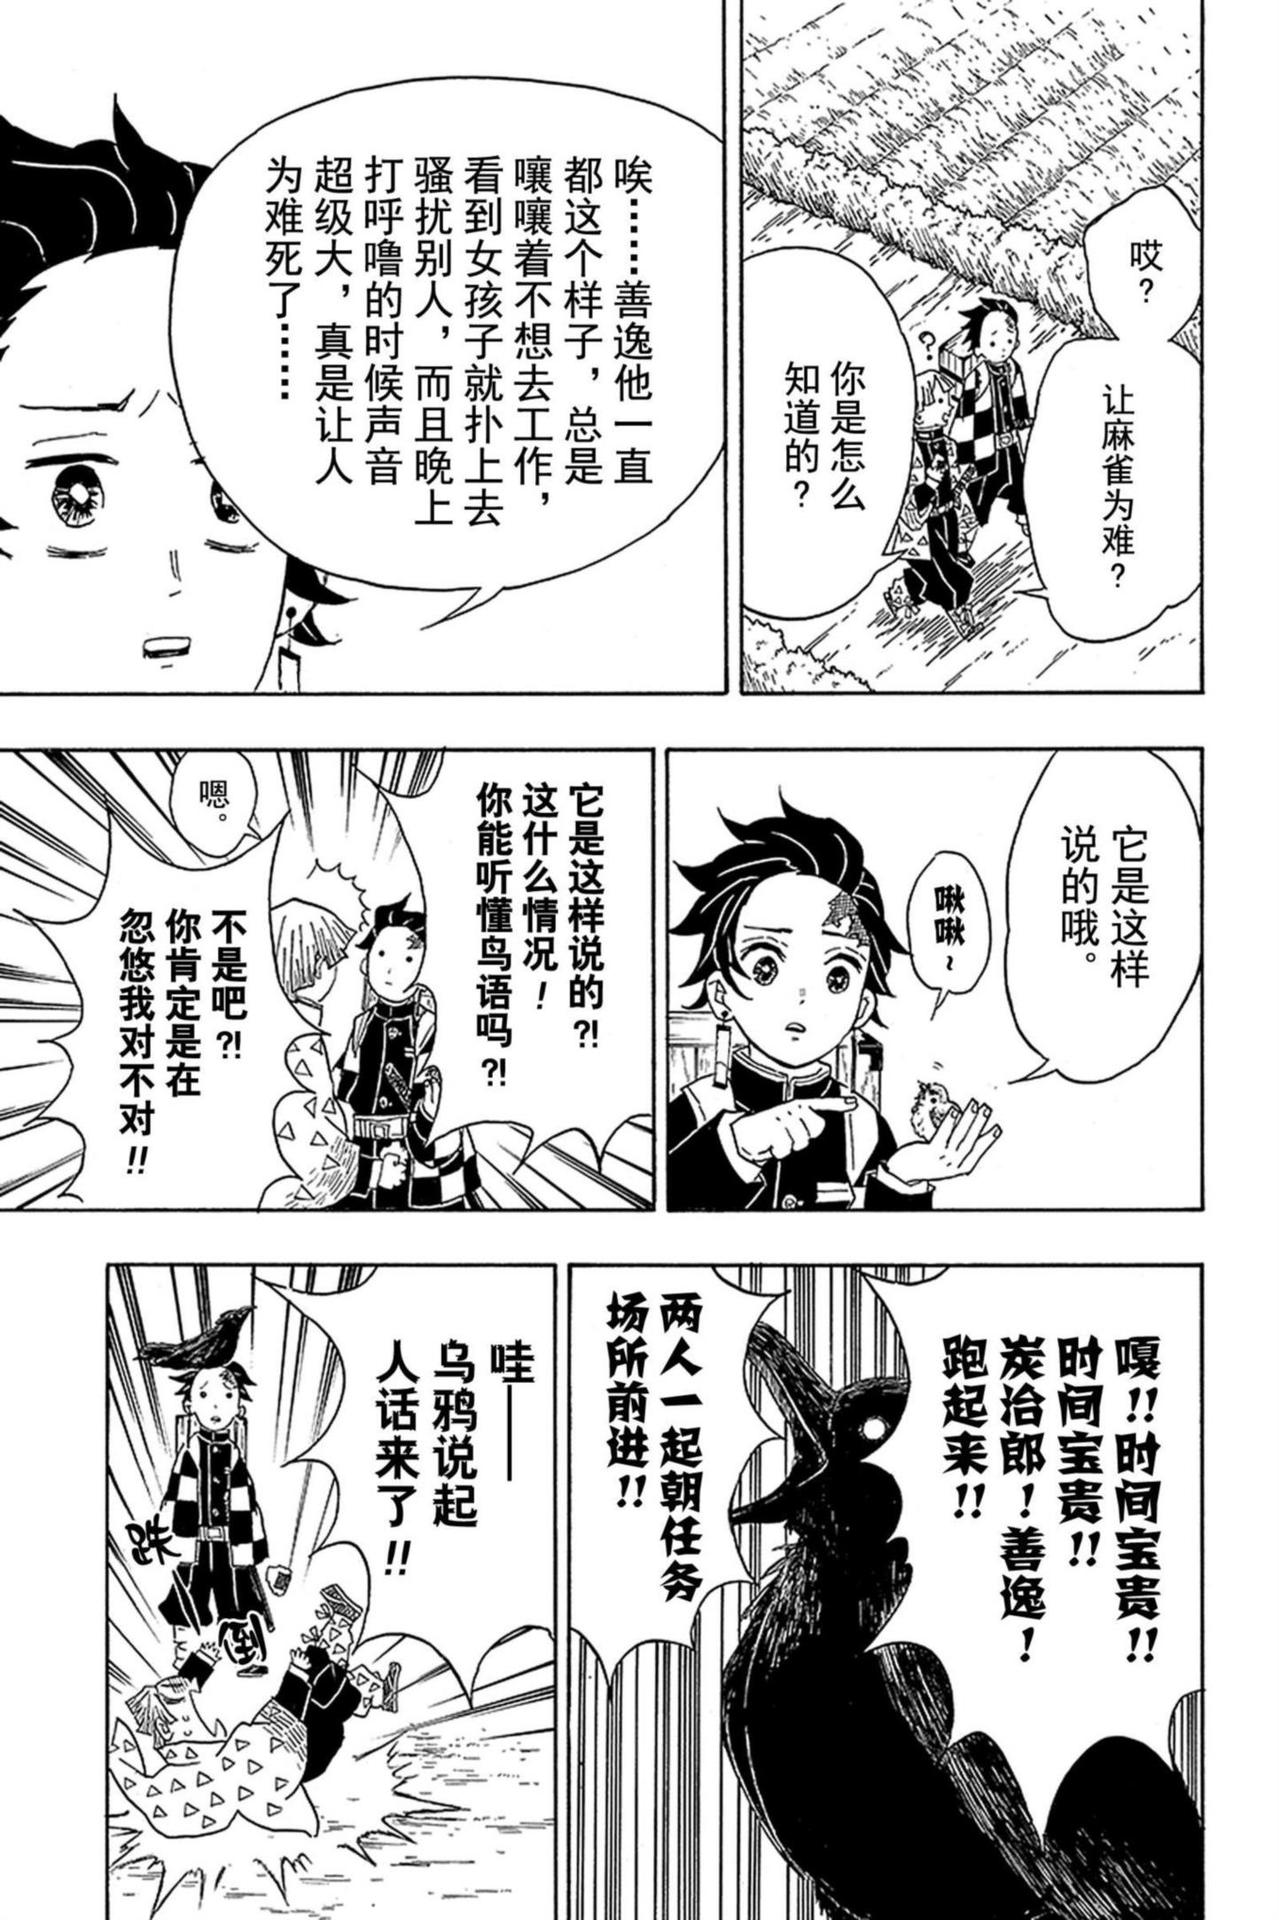 哎？
让麻雀为难？
?
你是怎么
知道的？
唉……善逸他一直
都这个样子，总是
嚷嚷着不想去工作，
看到女孩子就扑上去
骚扰别人，而且晚上
打呼噜的时候声音
超级大，真是让人
为难死了……
它是这样
说的哦。
啾啾~
它是这样说的?!
这什么情况！
你能听懂鸟语吗?!
嗯。
不是吧?!
你肯定是在
忽悠我对不对!!
嘎!!时间宝贵!!
时间宝贵!!
炭治郎！善逸！
跑起来!!
两人一起朝任务
场所前进!!
哇——
乌鸦说起
人话来了!!
跌
倒